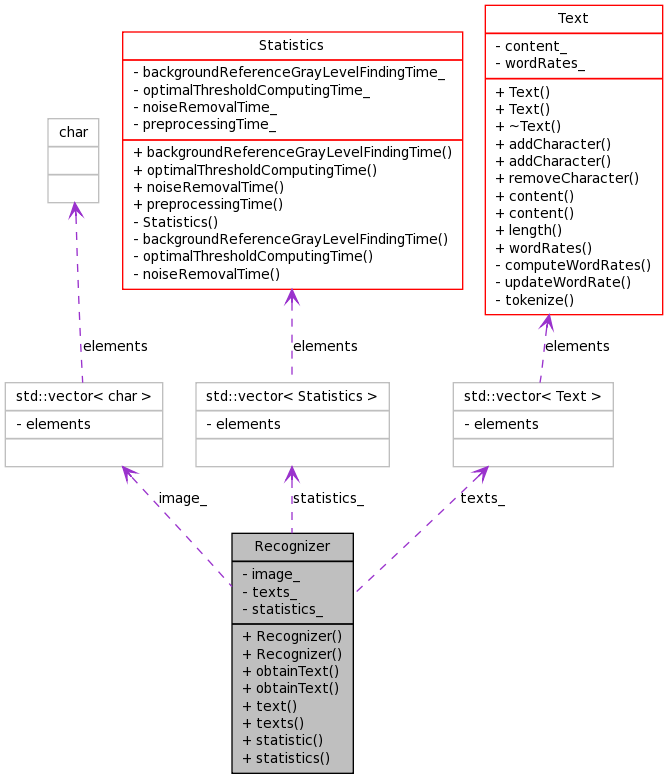 Text
- content_
- wordRates_
+ Text()
+ Text()
+ ~Text()
+ addCharacter()
+ addCharacter()
+ removeCharacter()
+ content()
+ content()
+ length()
+ wordRates()
- computeWordRates()
- updateWordRate()
- tokenize()
Statistics
- backgroundReferenceGrayLevelFindingTime_
- optimalThresholdComputingTime_
- noiseRemovalTime_
- preprocessingTime_
+ backgroundReferenceGrayLevelFindingTime()
+ optimalThresholdComputingTime()
+ noiseRemovalTime()
+ preprocessingTime()
- Statistics()
- backgroundReferenceGrayLevelFindingTime()
- optimalThresholdComputingTime()
- noiseRemovalTime()
char
elements
elements
elements
std::vector< char >
- elements
std::vector< Statistics >
- elements
std::vector< Text >
- elements
image_
statistics_
texts_
Recognizer
- image_
- texts_
- statistics_
+ Recognizer()
+ Recognizer()
+ obtainText()
+ obtainText()
+ text()
+ texts()
+ statistic()
+ statistics()